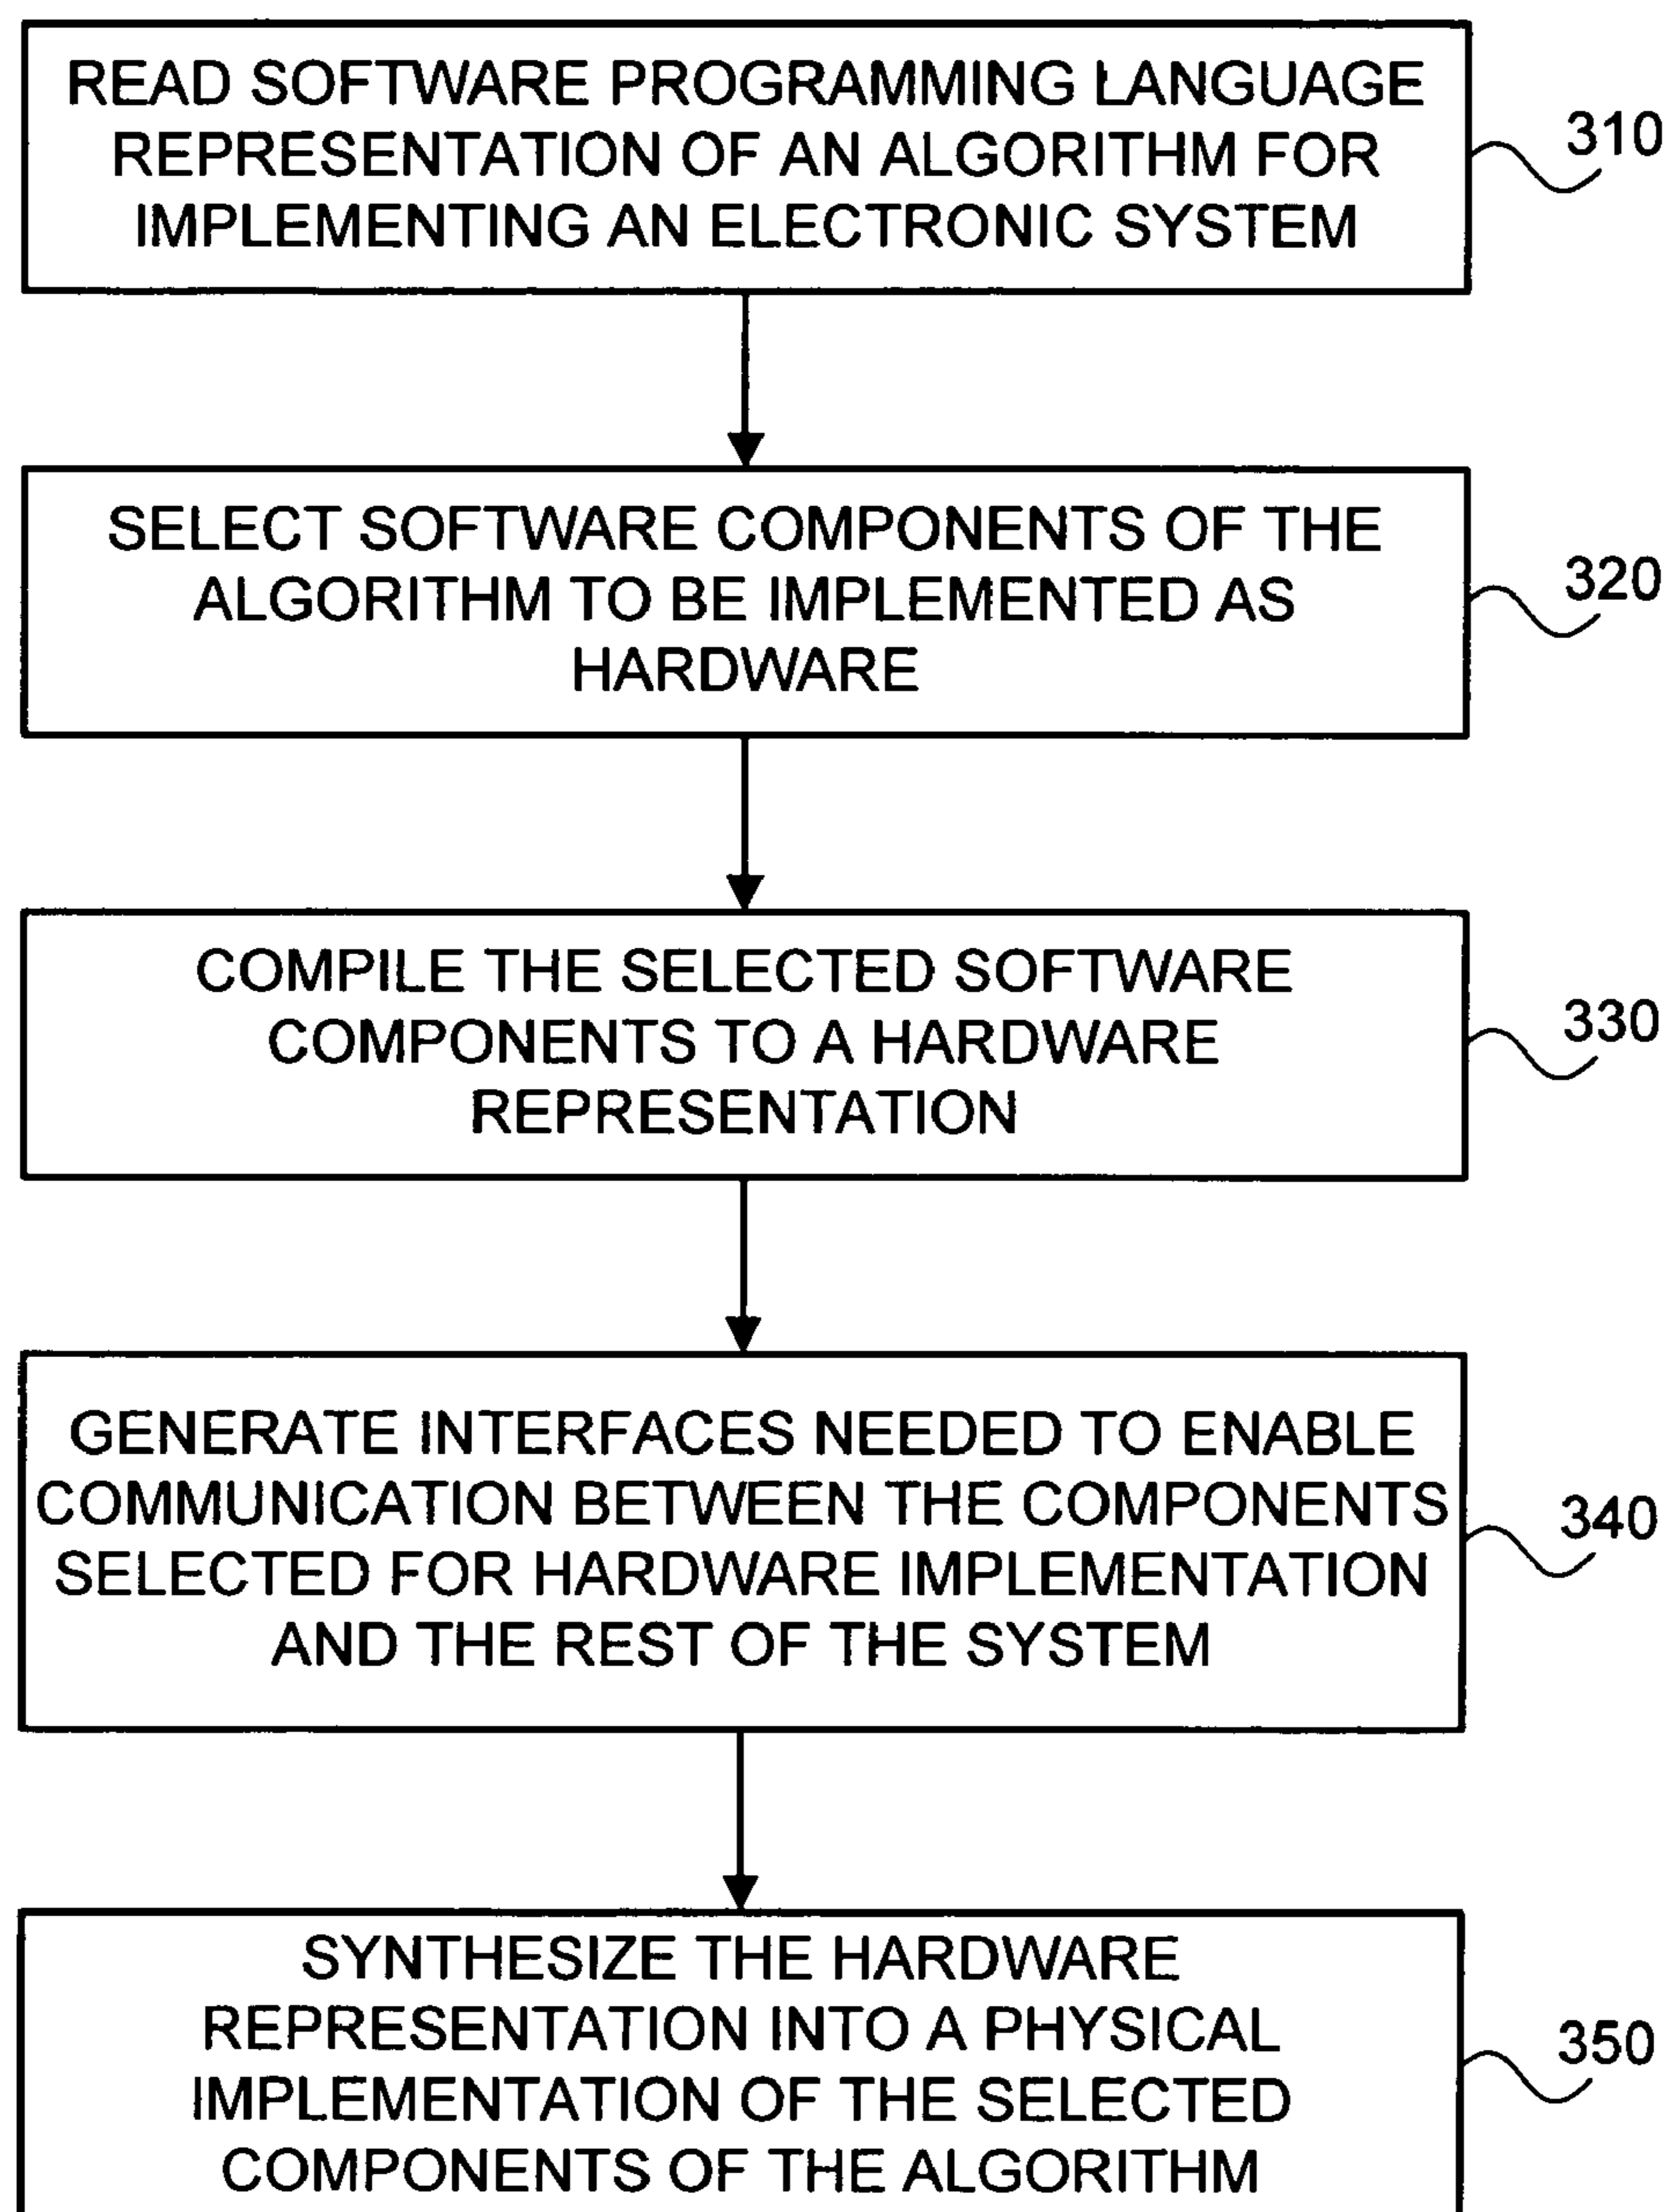 READ SOFTWARE PROGRAMMING LANGUAGE
REPRESENTATION OF AN ALGORITHM FOR
IMPLEMENTING AN ELECTRONIC SYSTEM
310
SELECT SOFTWARE COMPONENTS OF THE
ALGORITHM TO BE IMPLEMENTED AS
HARDWARE
320
COMPILE THE SELECTED SOFTWARE
COMPONENTS TO A HARDWARE
REPRESENTATION
330
GENERATE INTERFACES NEEDED TO ENABLE
COMMUNICATION BETWEEN THE COMPONENTS
SELECTED FOR HARDWARE IMPLEMENTATION
AND THE REST OF THE SYSTEM
340
SYNTHESIZE THE HARDWARE
REPRESENTATION INTO A PHYSICAL
IMPLEMENTATION OF THE SELECTED
COMPONENTS OF THE ALGORITHM
350